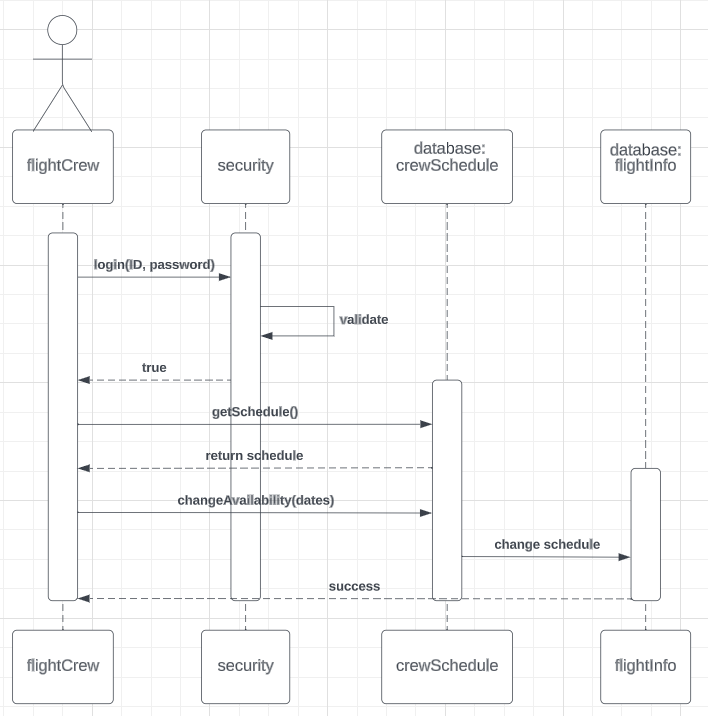 flightCrew
security
database:
crewSchedule
database:
flightInfo
login(ID, password)
validate
true
getSchedule()
return schedule
changeAvailability(dates)
change schedule
success
flightCrew
security
crewSchedule
flightInfo